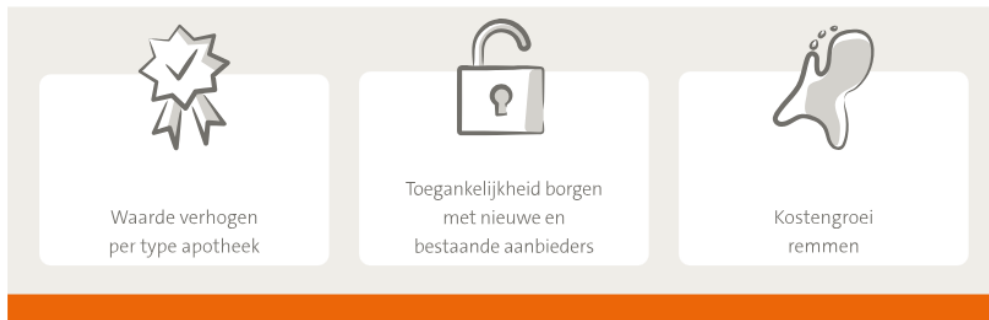 Waarde verhogen
per type apotheek
Toegankelijkheid borgen
met nieuwe en
bestaande aanbieders
Kostengroei
remmen